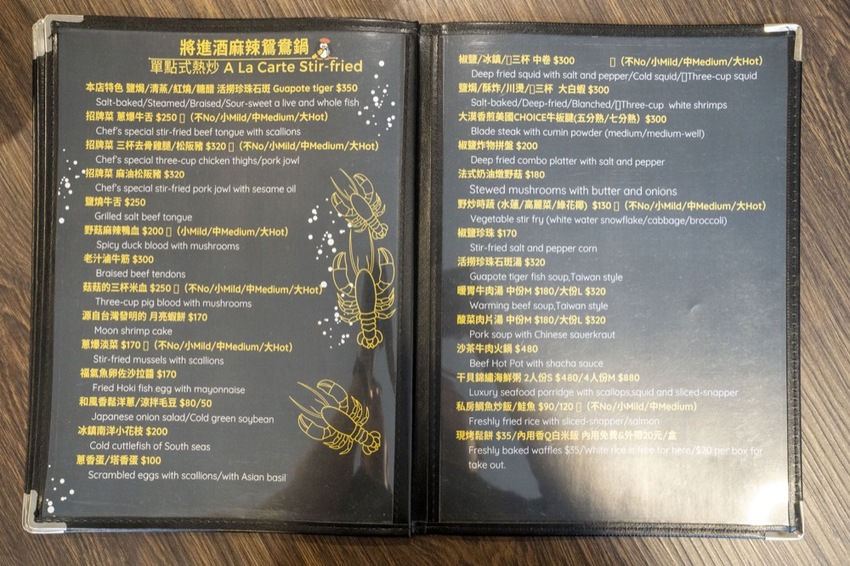 將進酒麻辣鴛鴦鍋
單點式熱炒 A La Carte Stir-fried
本店特色 鹽焗/清蒸/紅燒/糖醋 活撈珍珠石斑 Guapote tiger $350
Salt-baked/Steamed/Braised/Sour-sweet a live and whole fish
招牌菜 蔥爆牛舌 $250 ▯ (不No/小Mild/中Medium/大Hot)
Chef's special stir-fried beef tongue with scallions
招牌菜 三杯去骨雞腿/松阪豬 $320 ▯ (不No/小Mild/中Medium/大Hot)
Chef's special three-cup chicken thighs/pork jowl
招牌菜 麻油松阪豬 $320
Chef's special stir-fried pork jowl with sesame oil
鹽燒牛舌 $250
Grilled salt beef tongue
野菇麻辣鴨血 $200 ▯ (不No/小Mild/中Medium/大Hot)
Spicy duck blood with mushrooms
老汁滷牛筋 $300
Braised beef tendons
菇菇的三杯米血 $250 ▯ (不No/小Mild/中Medium/大Hot)
Three-cup pig blood with mushrooms
源自台灣發明的 月亮蝦餅 $170
Moon shrimp cake
蔥爆淡菜 $170 ▯ (不No/小Mild/中Medium/大Hot)
Stir-fried mussels with scallions
福氣魚卵佐沙拉醬 $170
Fried Hoki fish egg with mayonnaise
和風香鬆洋蔥/涼拌毛豆 $80/50
Japanese onion salad/Cold green soybean
冰鎮南洋小花枝 $200
Cold cuttlefish of South seas
蔥香蛋/塔香蛋 $100
Scrambled eggs with scallions/with Asian basil
椒鹽/冰鎮/▯三杯 中卷 $300 ▯ (不No/小Mild/中Medium/大Hot)
Deep fried squid with salt and pepper/Cold squid/▯Three-cup squid
鹽焗/酥炸/川燙/▯三杯 大白蝦 $300
Salt-baked/Deep-fried/Blanched/▯Three-cup white shrimps
大漠香煎美國CHOICE牛板腱(五分熟/七分熟) $300
Blade steak with cumin powder (medium/medium-well)
椒鹽炸物拼盤 $200
Deep fried combo platter with salt and pepper
法式奶油燉野菇 $180
Stewed mushrooms with butter and onions
野炒時蔬 (水蓮/高麗菜/綠花椰) $130 ▯ (不No/小Mild/中Medium/大Hot)
Vegetable stir fry (white water snowflake/cabbage/broccoli)
椒鹽珍珠 $170
Stir-fried salt and pepper corn
活撈珍珠石斑湯 $320
Guapote tiger fish soup,Taiwan style
暖胃牛肉湯 中份M $180/大份L $320
Warming beef soup,Taiwan style
酸菜肉片湯 中份M $180/大份L $320
Pork soup with Chinese sauerkraut
沙茶牛肉火鍋 $480
Beef Hot Pot with shacha sauce
干貝錦繡海鮮粥 2人份S $480/4人份M $880
Luxury seafood porridge with scallops,squid and sliced-snapper
私房鯛魚炒飯/鮭魚 $90/120 ▯ (不No/小Mild/中Medium)
Freshly fried rice with sliced-snapper/salmon
現烤鬆餅 $35/內用香Q白米飯 內用免費&外帶20元/盒
Freshly baked waffles $35/White rice is free for here/$20 per box for
take out.